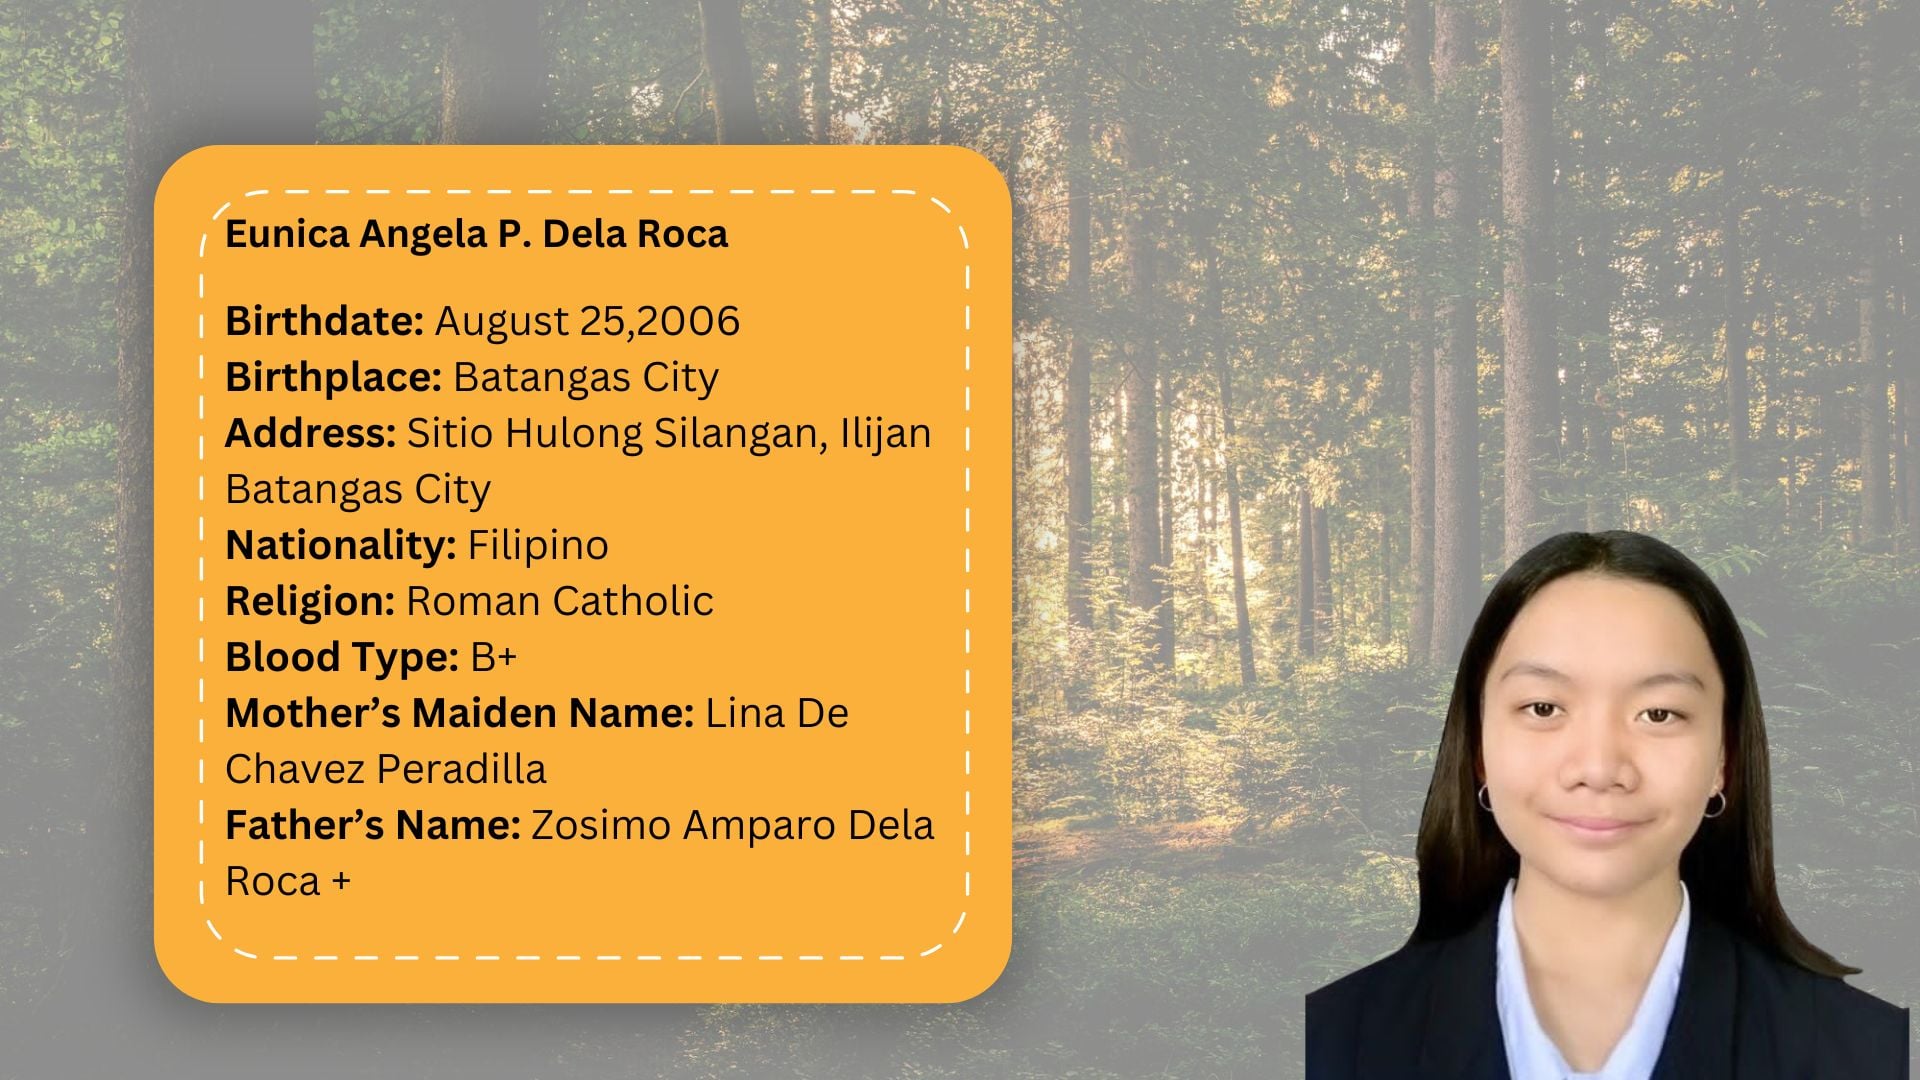 Eunica Angela P. Dela Roca
Birthdate: August 25,2006
Birthplace: Batangas City
Address: Sitio Hulong Silangan, Ilijan
Batangas City
Nationality: Filipino
Religion: Roman Catholic
Blood Type: B+
Mother’s Maiden Name: Lina De
Chavez Peradilla
Father’s Name: Zosimo Amparo Dela
Roca +